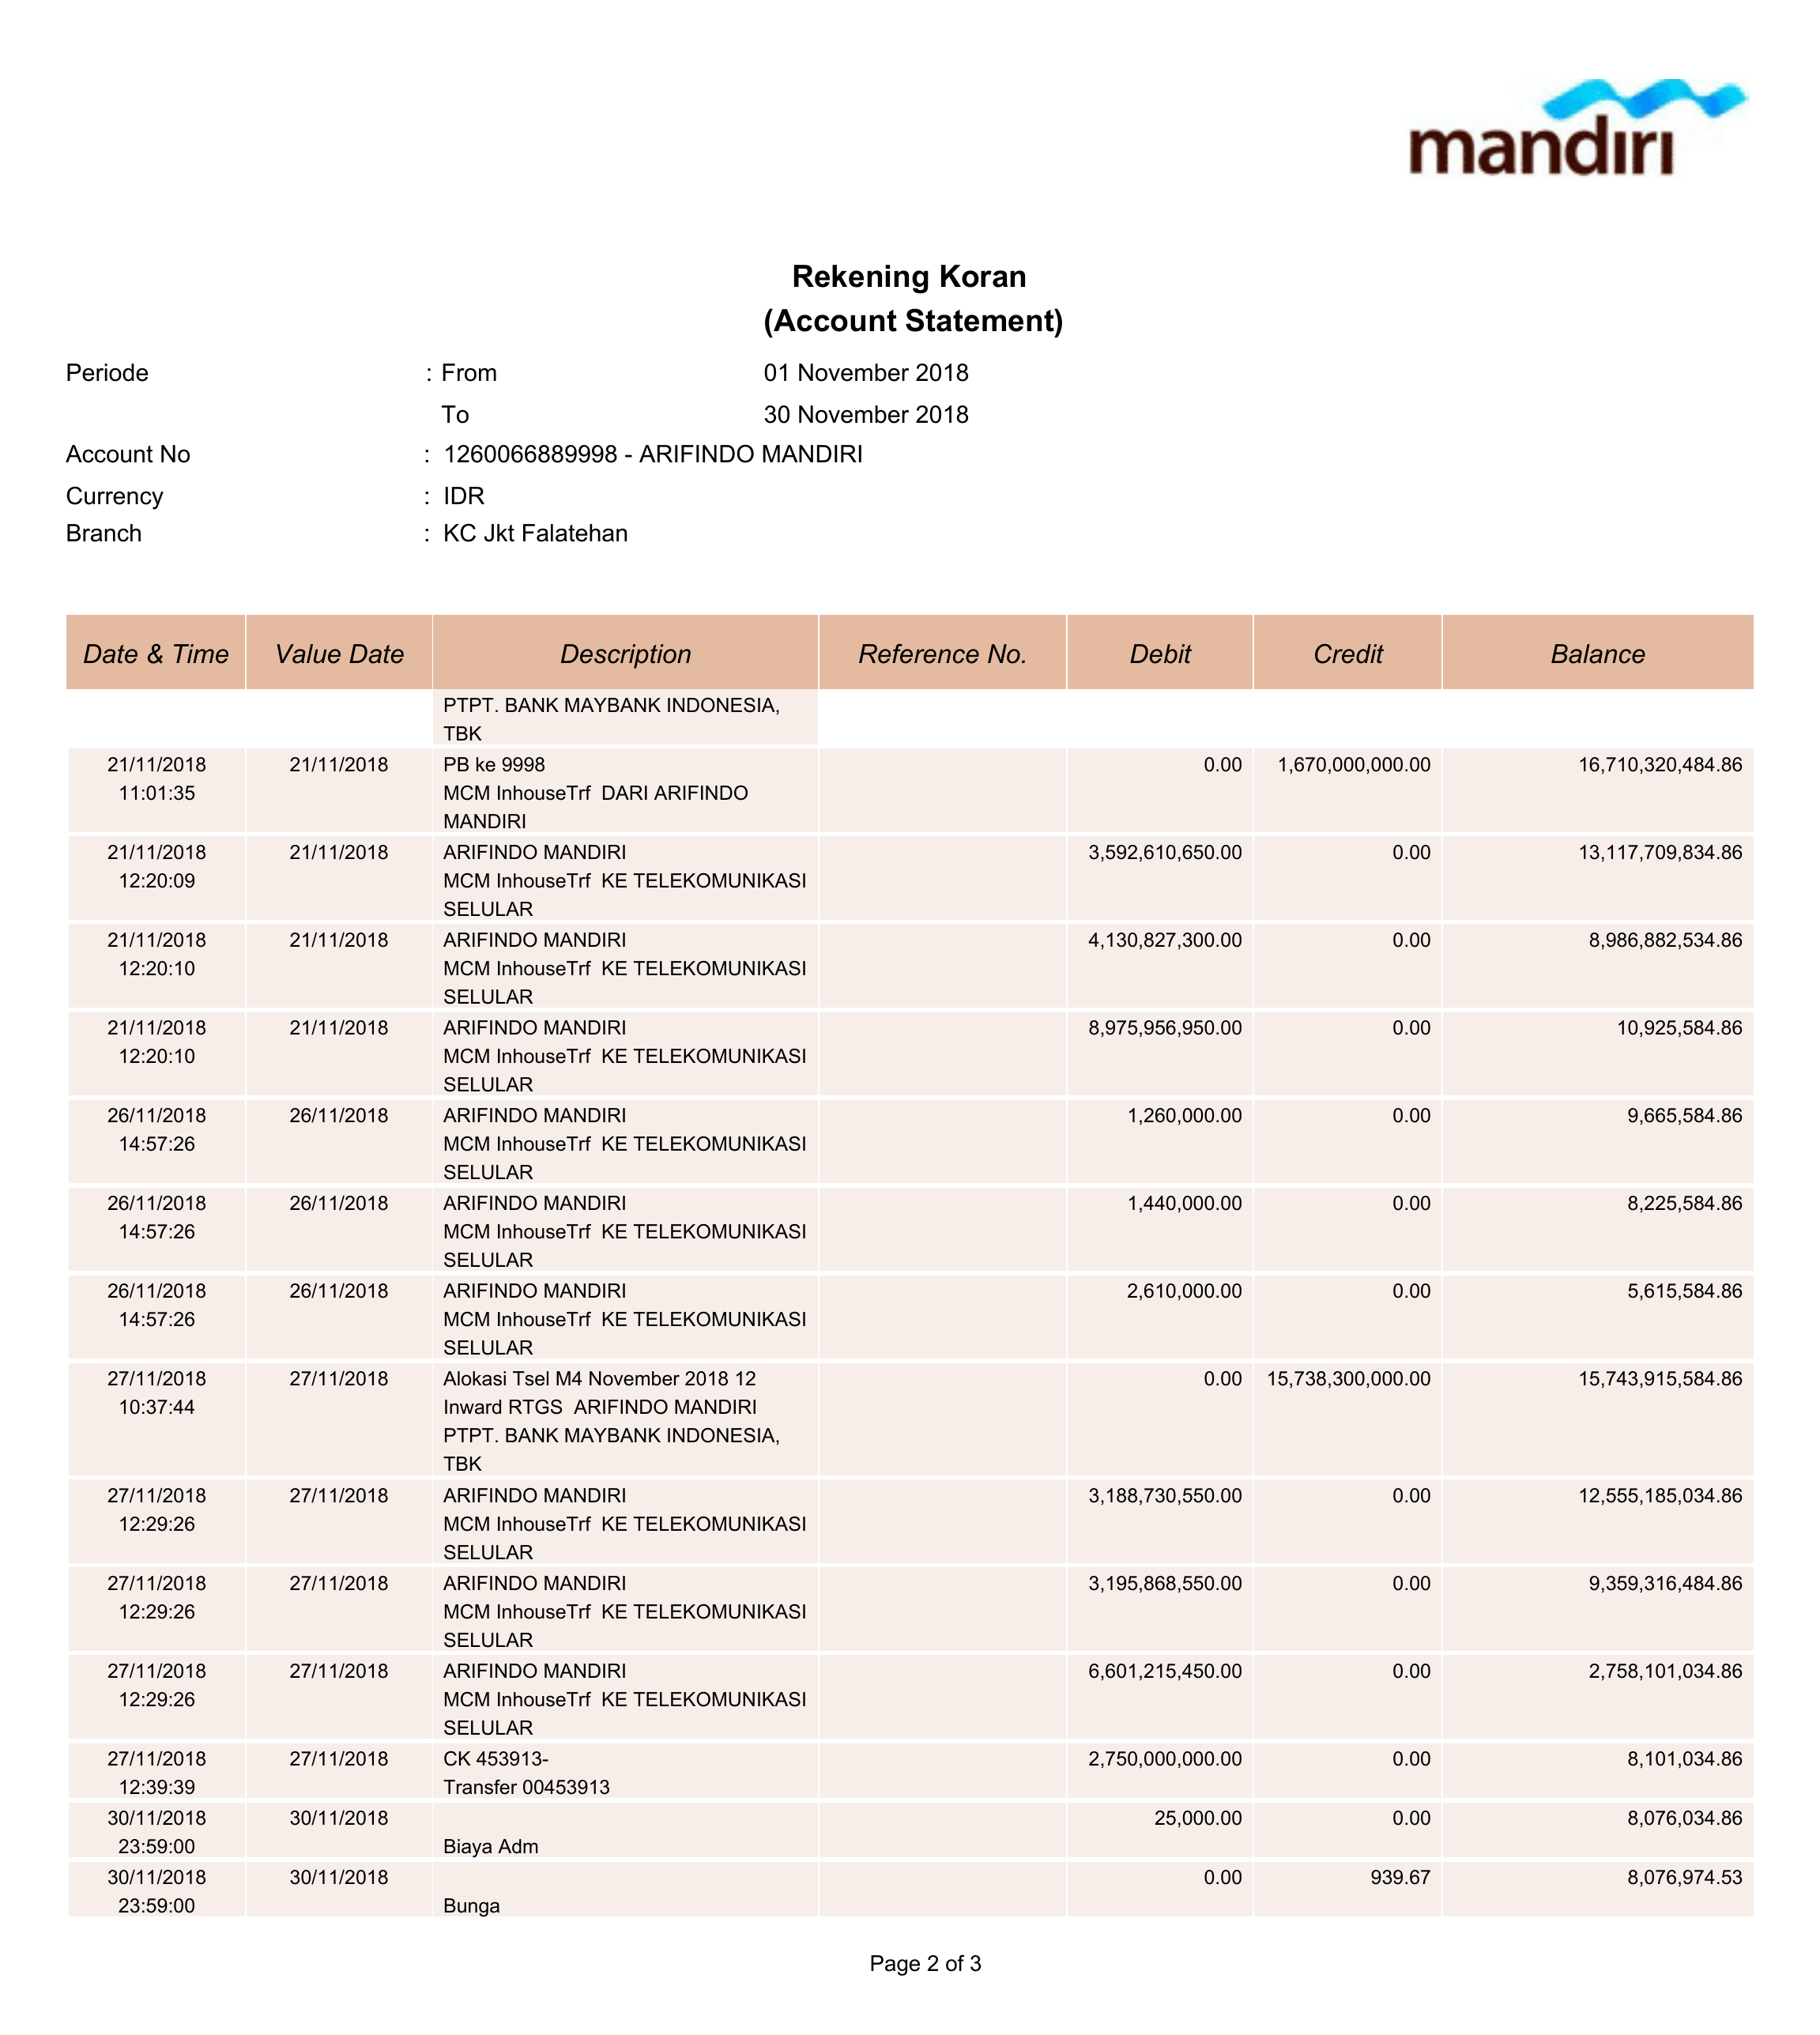 mandırı
Rekening Koran
(Account Statement)
Periode : From 01 November 2018
To 30 November 2018
Account No : 1260066889998 - ARIFINDO MANDIRI
Currency : IDR
Branch : KC Jkt Falatehan
Date & Time Value Date Description Reference No. Debit Credit Balance
PTPT. BANK MAYBANK INDONESIA,
TBK
21/11/2018 21/11/2018 PB ke 9998 0.00 1,670,000,000.00 16,710,320,484.86
11:01:35 MCM InhouseTrf DARI ARIFINDO
MANDIRI
21/11/2018 21/11/2018 ARIFINDO MANDIRI 3,592,610,650.00 0.00 13,117,709,834.86
12:20:09 MCM InhouseTrf KE TELEKOMUNIKASI
SELULAR
21/11/2018 21/11/2018 ARIFINDO MANDIRI 4,130,827,300.00 0.00 8,986,882,534.86
12:20:10 MCM InhouseTrf KE TELEKOMUNIKASI
SELULAR
21/11/2018 21/11/2018 ARIFINDO MANDIRI 8,975,956,950.00 0.00 10,925,584.86
12:20:10 MCM InhouseTrf KE TELEKOMUNIKASI
SELULAR
26/11/2018 26/11/2018 ARIFINDO MANDIRI 1,260,000.00 0.00 9,665,584.86
14:57:26 MCM InhouseTrf KE TELEKOMUNIKASI
SELULAR
26/11/2018 26/11/2018 ARIFINDO MANDIRI 1,440,000.00 0.00 8,225,584.86
14:57:26 MCM InhouseTrf KE TELEKOMUNIKASI
SELULAR
26/11/2018 26/11/2018 ARIFINDO MANDIRI 2,610,000.00 0.00 5,615,584.86
14:57:26 MCM InhouseTrf KE TELEKOMUNIKASI
SELULAR
27/11/2018 27/11/2018 Alokasi Tsel M4 November 2018 12 0.00 15,738,300,000.00 15,743,915,584.86
10:37:44 Inward RTGS ARIFINDO MANDIRI
PTPT. BANK MAYBANK INDONESIA,
TBK
27/11/2018 27/11/2018 ARIFINDO MANDIRI 3,188,730,550.00 0.00 12,555,185,034.86
12:29:26 MCM InhouseTrf KE TELEKOMUNIKASI
SELULAR
27/11/2018 27/11/2018 ARIFINDO MANDIRI 3,195,868,550.00 0.00 9,359,316,484.86
12:29:26 MCM InhouseTrf KE TELEKOMUNIKASI
SELULAR
27/11/2018 27/11/2018 ARIFINDO MANDIRI 6,601,215,450.00 0.00 2,758,101,034.86
12:29:26 MCM InhouseTrf KE TELEKOMUNIKASI
SELULAR
27/11/2018 27/11/2018 CK 453913- 2,750,000,000.00 0.00 8,101,034.86
12:39:39 Transfer 00453913
30/11/2018 30/11/2018 25,000.00 0.00 8,076,034.86
23:59:00 Biaya Adm
30/11/2018 30/11/2018 0.00 939.67 8,076,974.53
23:59:00 Bunga
Page 2 of 3